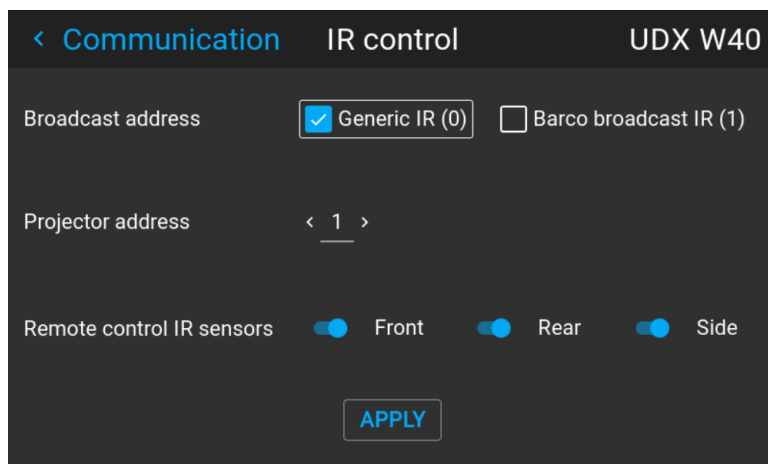 Communication IR control UDX W40
Broadcast address Generic IR (0) Barco broadcast IR (1)
Projector address < 1 >
Remote control IR sensors Front Rear Side
APPLY